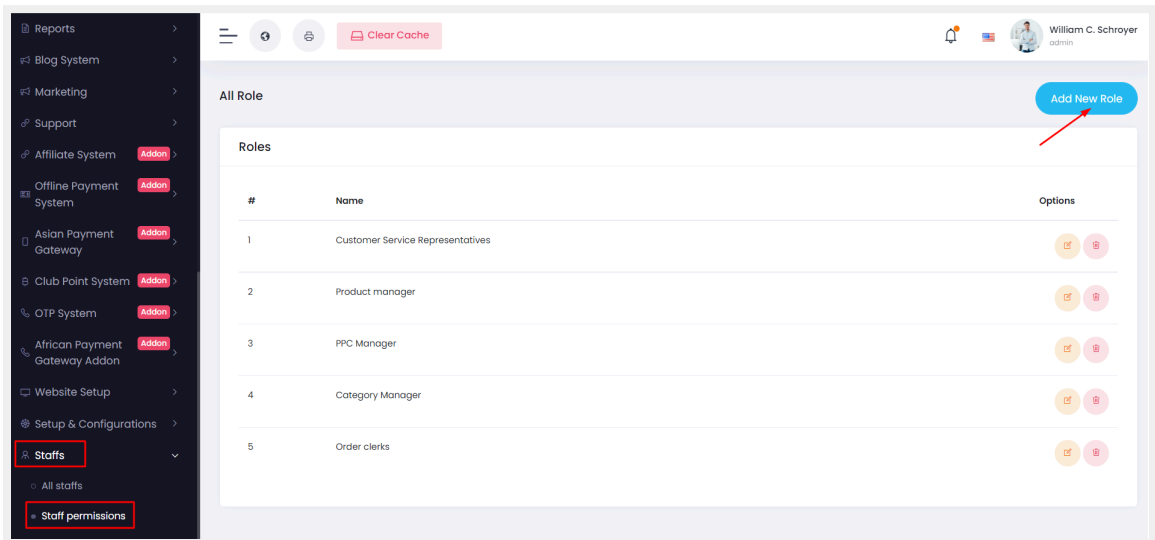 Reports
Blog System
Marketing
Support
Affiliate System Addon
Offline Payment Addon
System
Asian Payment Addon
Gateway
Club Point System Addon
OTP System Addon
African Payment Addon
Gateway Addon
Website Setup
Setup & Configurations
Staffs
All staffs
Staff permissions
Clear Cache
William C. Schroyer
admin
All Role
Add New Role
Roles
# Name Options
1 Customer Service Representatives
2 Product manager
3 PPC Manager
4 Category Manager
5 Order clerks